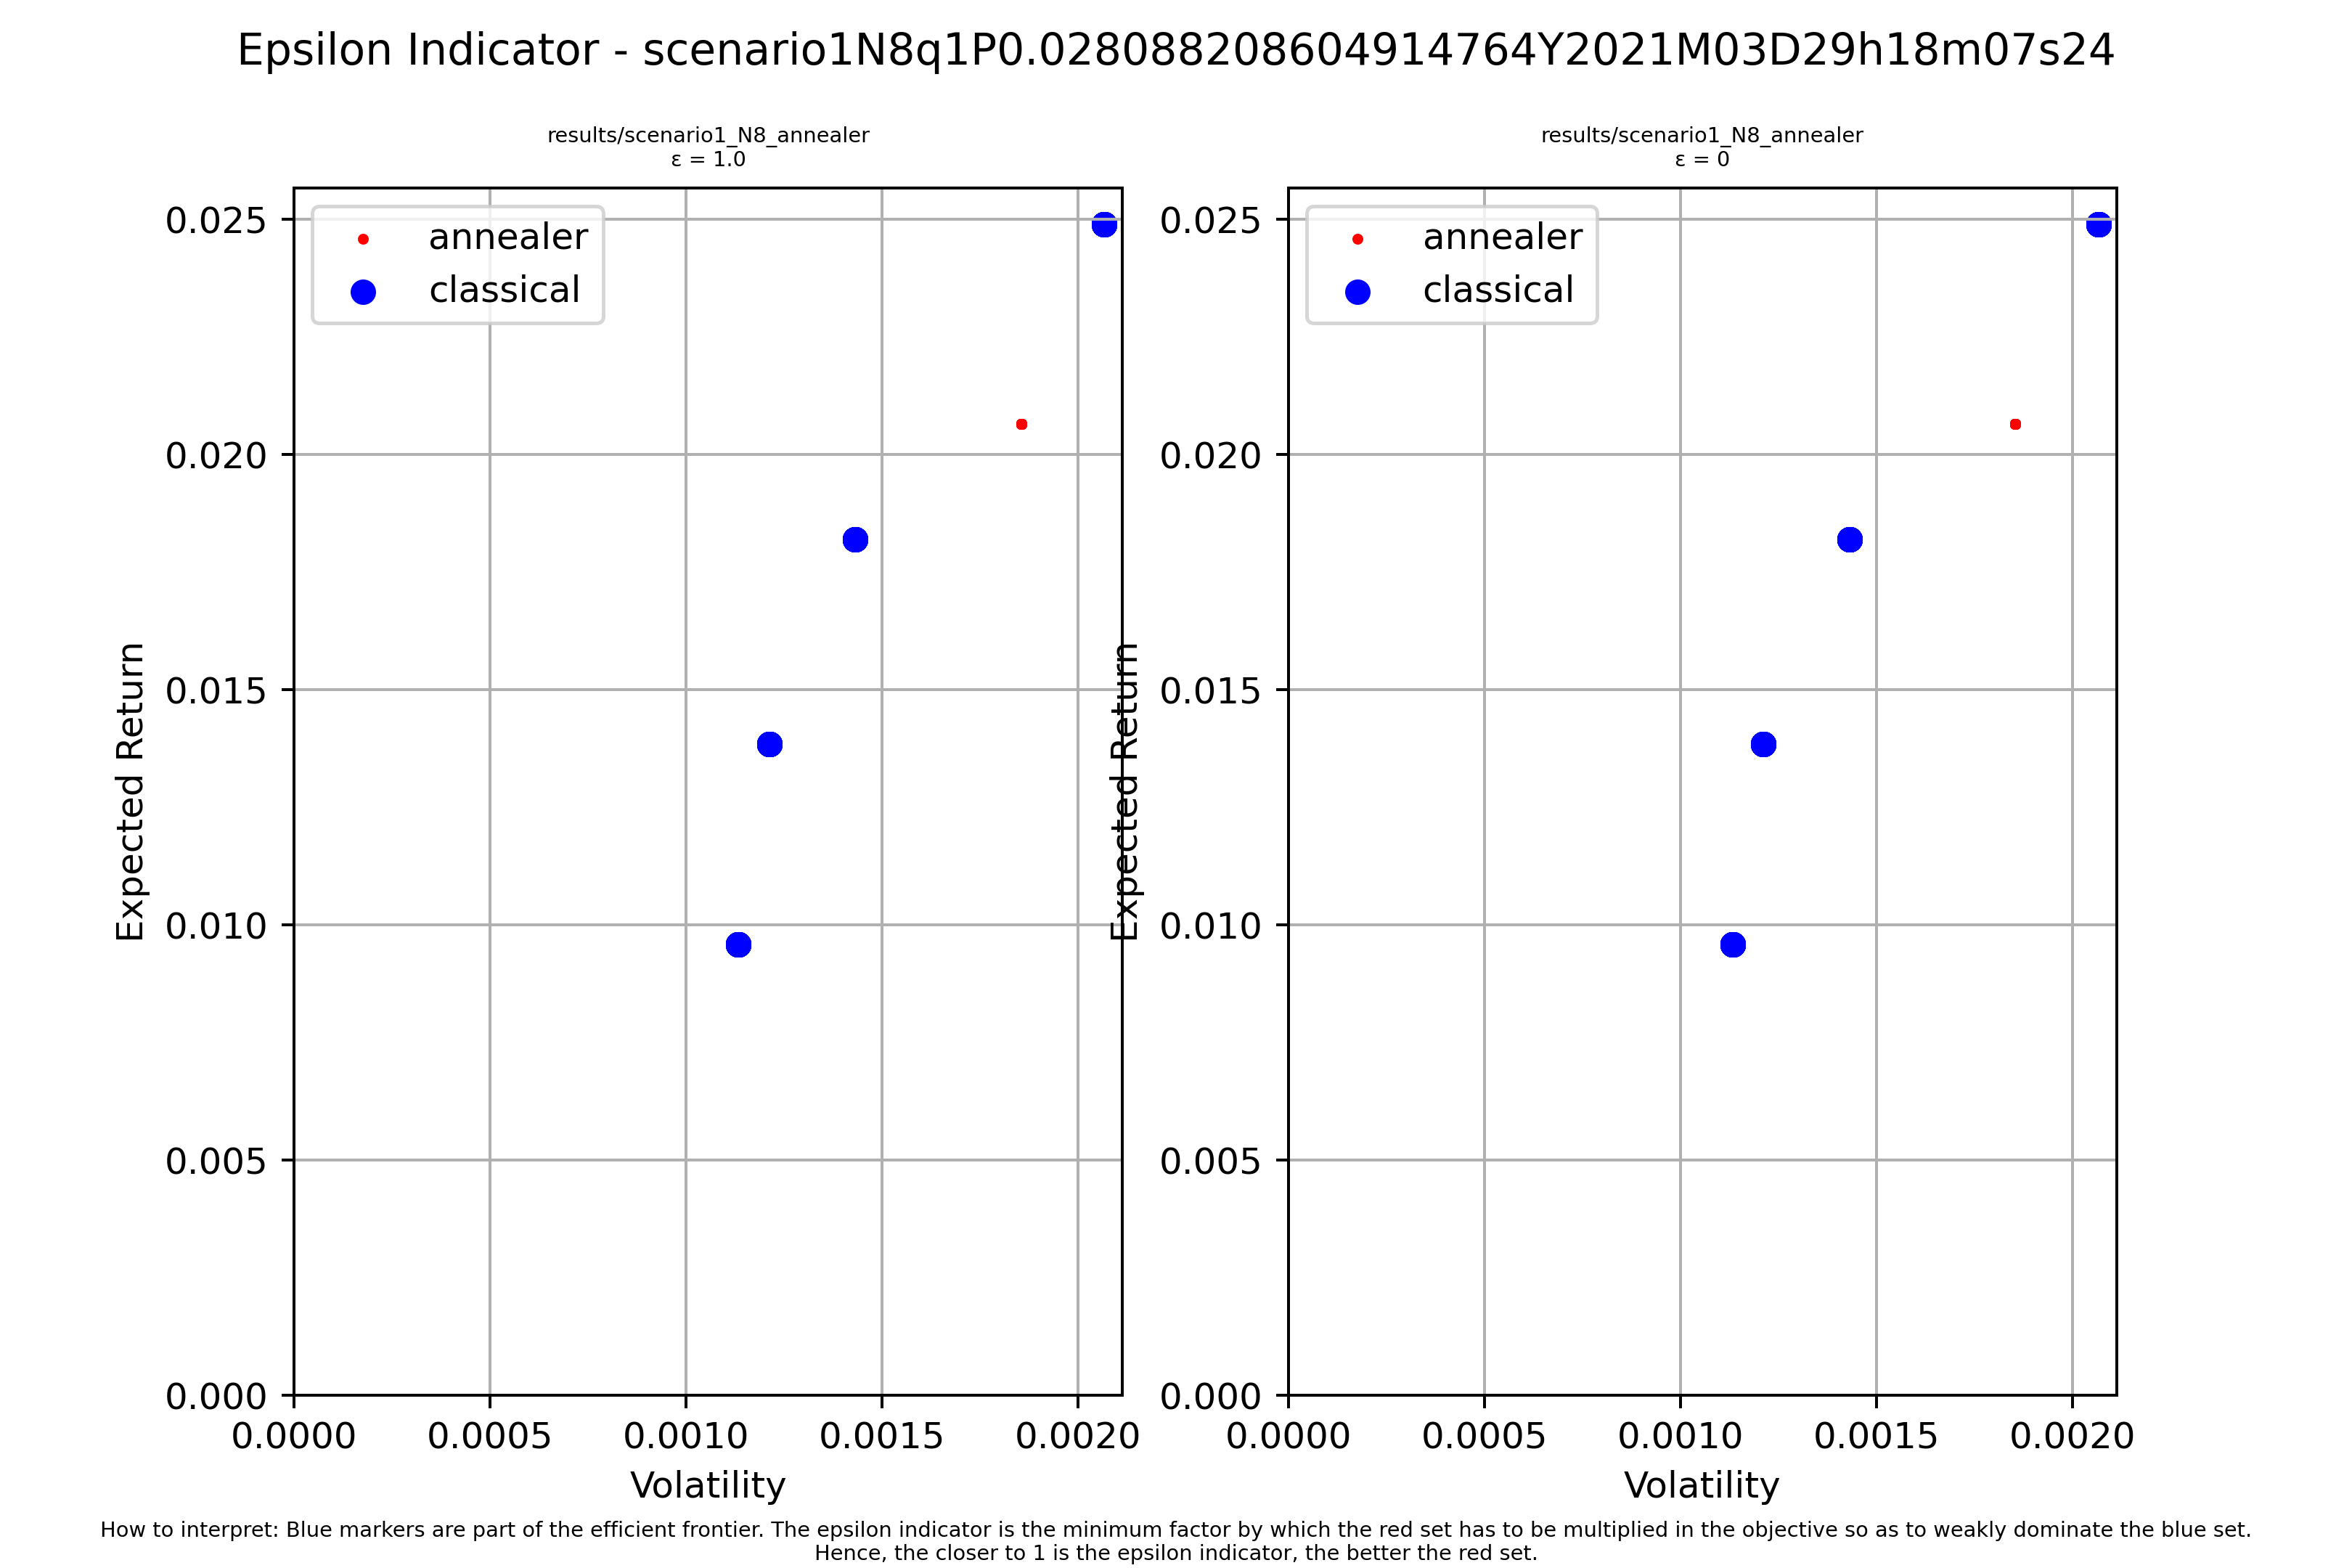 Epsilon Indicator - scenario1N8q1P0.028088208604914764Y2021M03D29h18m07s24
results/scenario1_N8_annealer
ε = 1.0
annealer
classical
0.025
0.020
0.015
0.010
0.005
0.000
Expected Return
0.0000 0.0005 0.0010 0.0015 0.0020
Volatility
results/scenario1_N8_annealer
ε = 0
annealer
classical
0.025
0.020
0.015
0.010
0.005
0.000
Expected Return
0.0000 0.0005 0.0010 0.0015 0.0020
Volatility
How to interpret: Blue markers are part of the efficient frontier. The epsilon indicator is the minimum factor by which the red set has to be multiplied in the objective so as to weakly dominate the blue set.
Hence, the closer to 1 is the epsilon indicator, the better the red set.